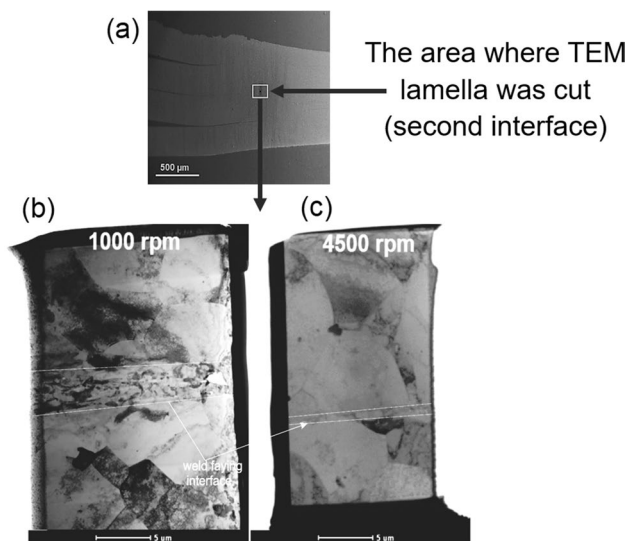 (a)
The area where TEM
lamella was cut
(second interface)
500 µm
(b)
(c)
1000 rpm
4500 rpm
weld faying
interface
5 µm
5 µm